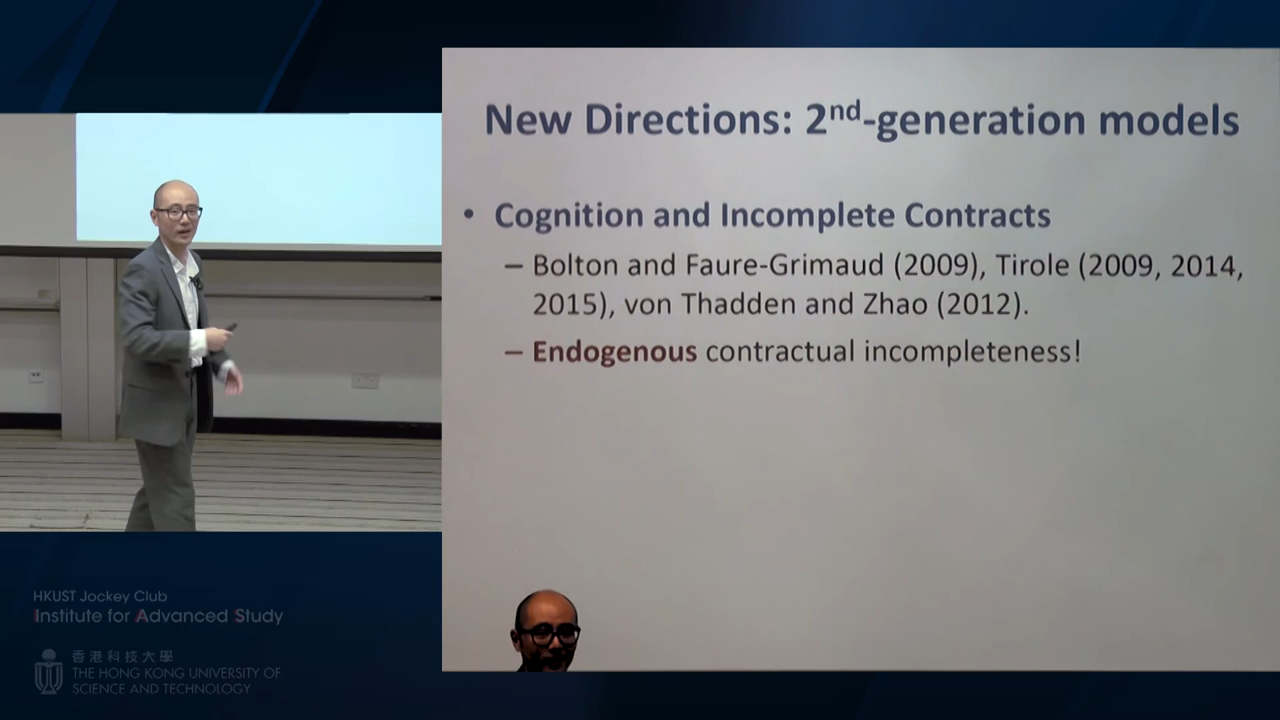 New Directions: 2nd-generation models
• Cognition and Incomplete Contracts
– Bolton and Faure-Grimaud (2009), Tirole (2009, 2014,
2015), von Thadden and Zhao (2012).
– Endogenous contractual incompleteness!
HKUST Jockey Club
Institute for Advanced Study
香港科技大學
THE HONG KONG UNIVERSITY OF
SCIENCE AND TECHNOLOGY